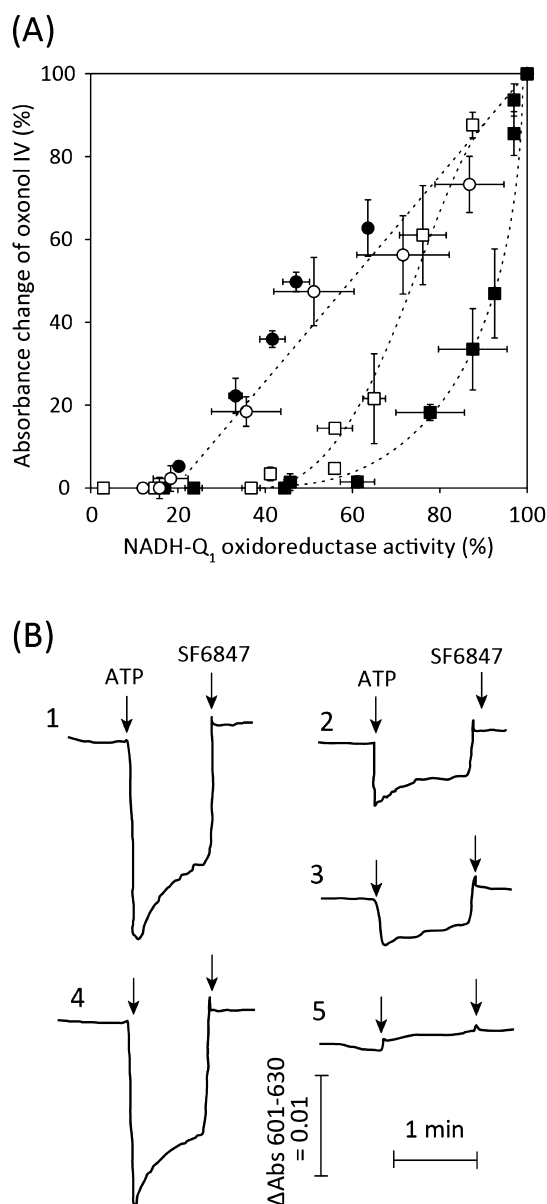 (A)
Absorbance change of oxonol IV (%)
100
80
60
40
20
0
0 20 40 60 80 100
NADH-Q1 oxidoreductase activity (%)
(B)
SF6847
ATP
1
SF6847
ATP
2
3
4
5
ΔAbs 601-630
= 0.01
1 min